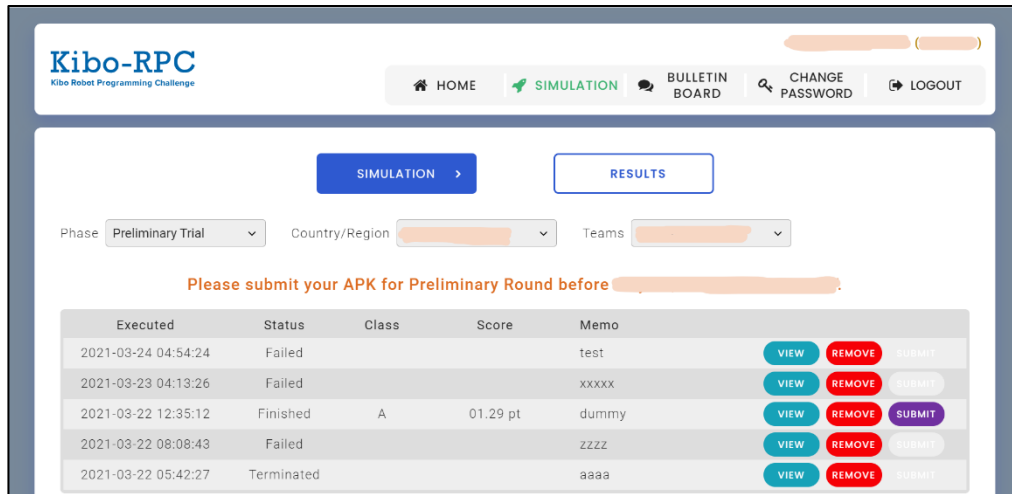 Kibo-RPC
Kibo Robot Programming Challenge
( )
HOME SIMULATION BULLETIN BOARD CHANGE PASSWORD LOGOUT
SIMULATION > RESULTS
Phase Preliminary Trial Country/Region Teams
Please submit your APK for Preliminary Round before .
Executed Status Class Score Memo
2021-03-24 04:54:24 Failed test VIEW REMOVE SUBMIT
2021-03-23 04:13:26 Failed xxxxx VIEW REMOVE SUBMIT
2021-03-22 12:35:12 Finished A 01.29 pt dummy VIEW REMOVE SUBMIT
2021-03-22 08:08:43 Failed zzzz VIEW REMOVE SUBMIT
2021-03-22 05:42:27 Terminated aaaa VIEW REMOVE SUBMIT